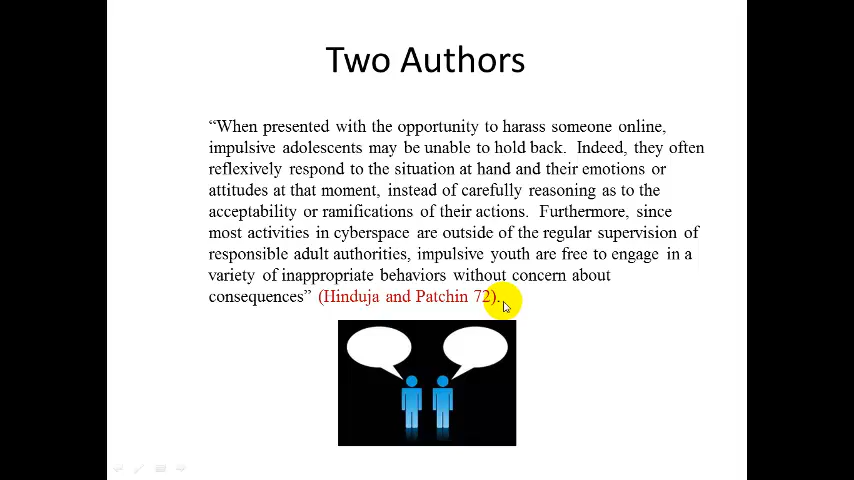 Two Authors
“When presented with the opportunity to harass someone online,
impulsive adolescents may be unable to hold back.  Indeed, they often
reflexively respond to the situation at hand and their emotions or
attitudes at that moment, instead of carefully reasoning as to the
acceptability or ramifications of their actions.  Furthermore, since
most activities in cyberspace are outside of the regular supervision of
responsible adult authorities, impulsive youth are free to engage in a
variety of inappropriate behaviors without concern about
consequences” (Hinduja and Patchin 72).